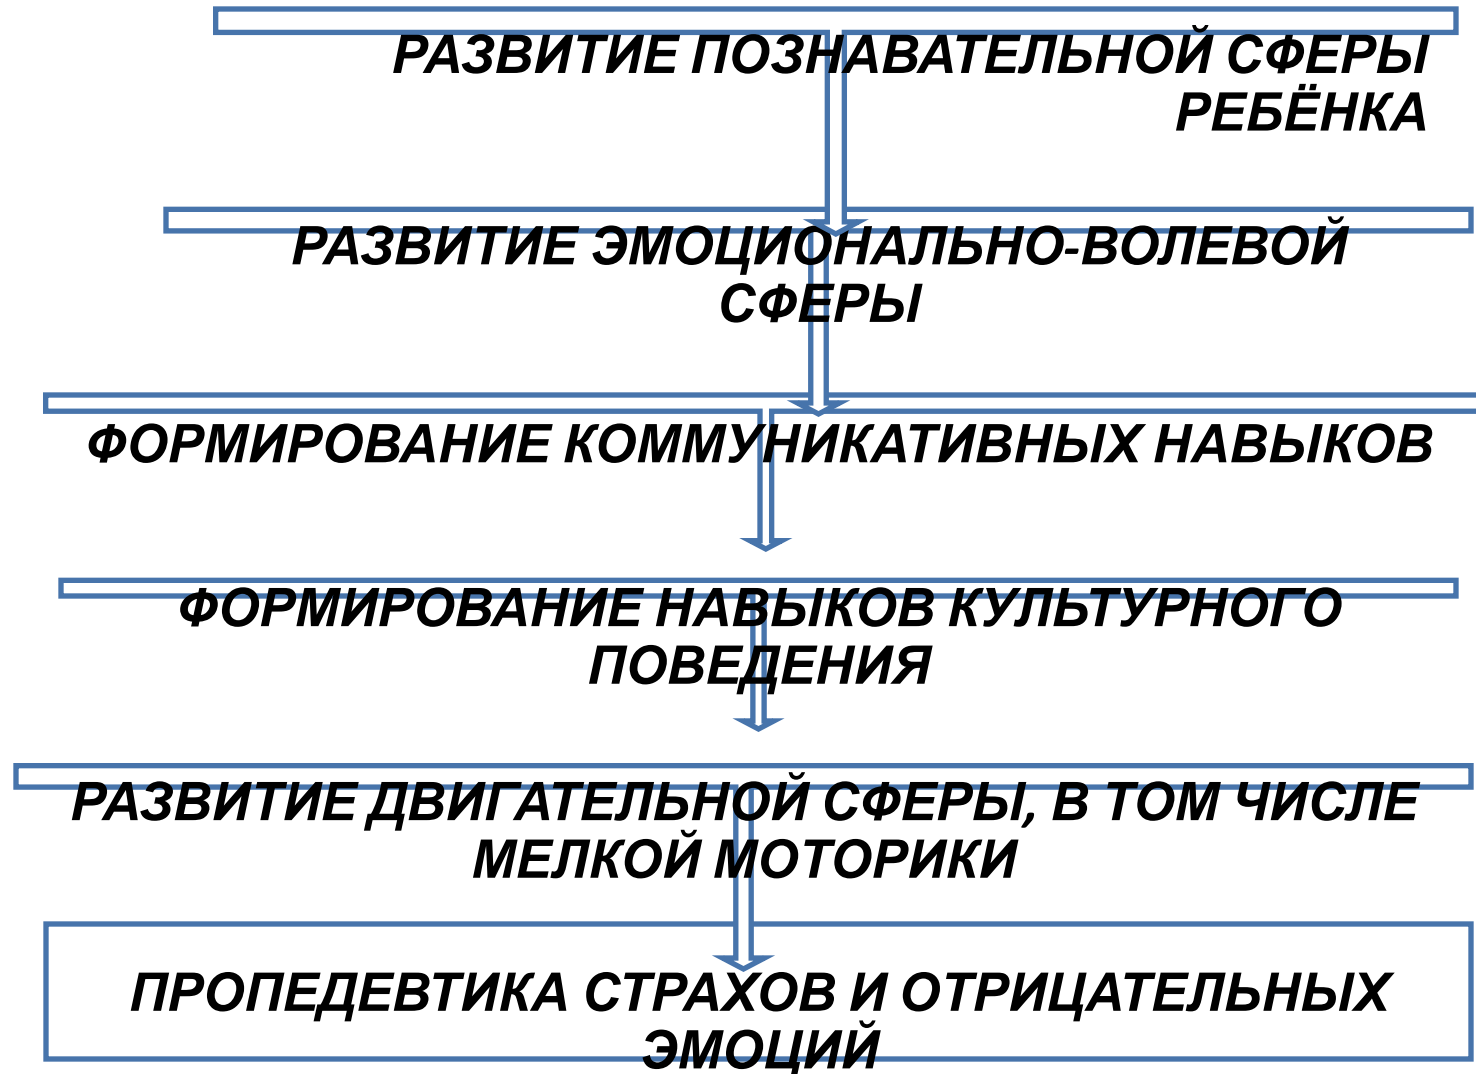 РАЗВИТИЕ ПОЗНАВАТЕЛЬНОЙ СФЕРЫ
РЕБЁНКА
РАЗВИТИЕ ЭМОЦИОНАЛЬНО-ВОЛЕВОЙ
СФЕРЫ
ФОРМИРОВАНИЕ КОММУНИКАТИВНЫХ НАВЫКОВ
ФОРМИРОВАНИЕ НАВЫКОВ КУЛЬТУРНОГО
ПОВЕДЕНИЯ
РАЗВИТИЕ ДВИГАТЕЛЬНОЙ СФЕРЫ, В ТОМ ЧИСЛЕ
МЕЛКОЙ МОТОРИКИ
ПРОПЕДЕВТИКА СТРАХОВ И ОТРИЦАТЕЛЬНЫХ
ЭМОЦИЙ